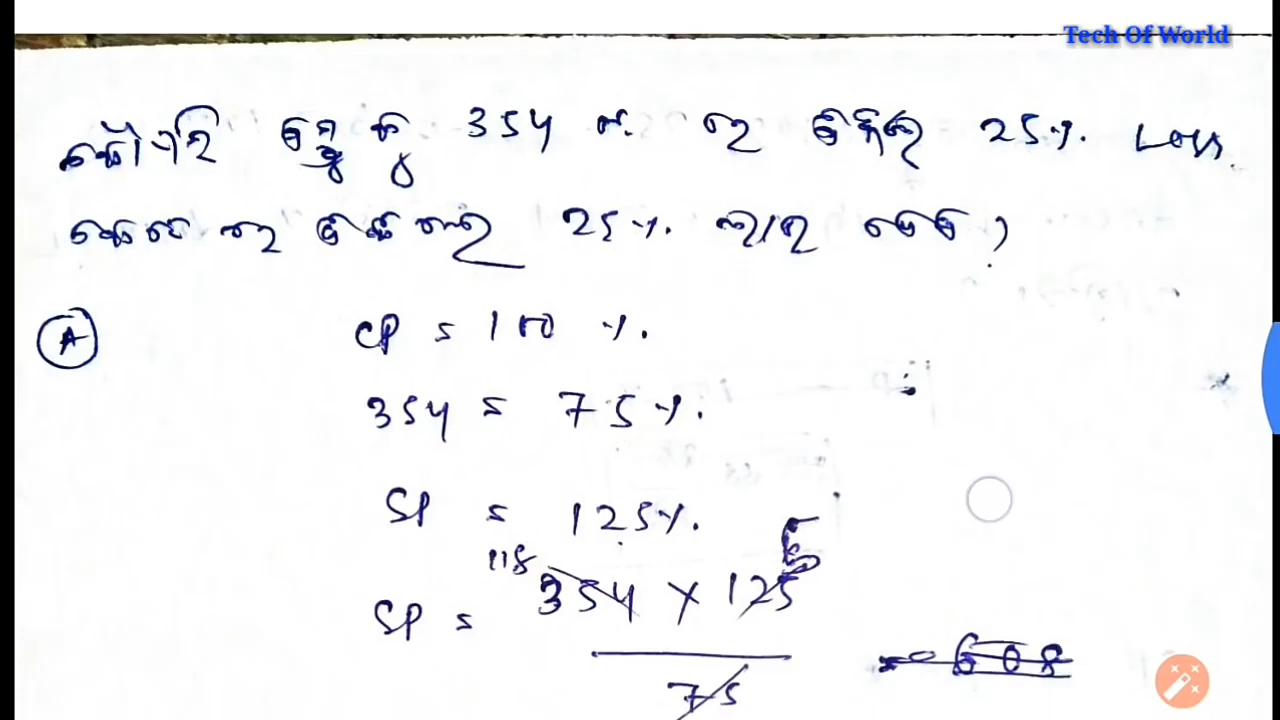 Tech Of World
କୌଣସି ବସ୍ତୁକୁ 354 ଟ. ରେ ବିକ୍ରିଲେ 25%. Loss
କେତେ ରେ ବିକିଲେ 25%. ଲାଭ ହେବ ?
A CP = 100 %.
354 = 75%.
SP = 125%.
118 5
SP = 354 x 125
75